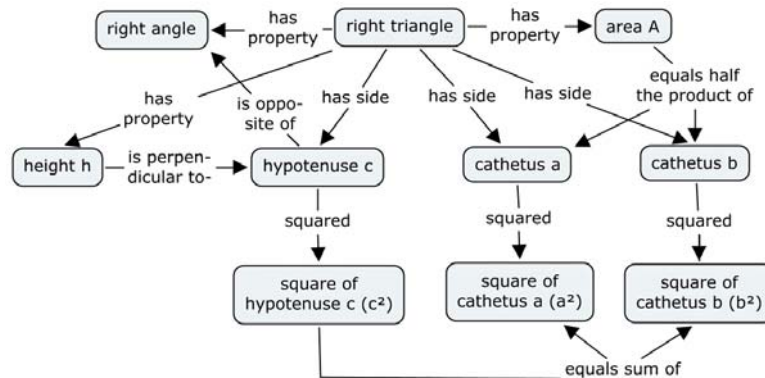 right angle
has
property
right triangle
has
property
area A
has
property
is oppo-
site of
has side
has side
has side
equals half
the product of
height h
is perpen-
dicular to-
hypotenuse c
cathetus a
cathetus b
squared
squared
squared
square of
hypotenuse c (c²)
square of
cathetus a (a²)
square of
cathetus b (b²)
equals sum of